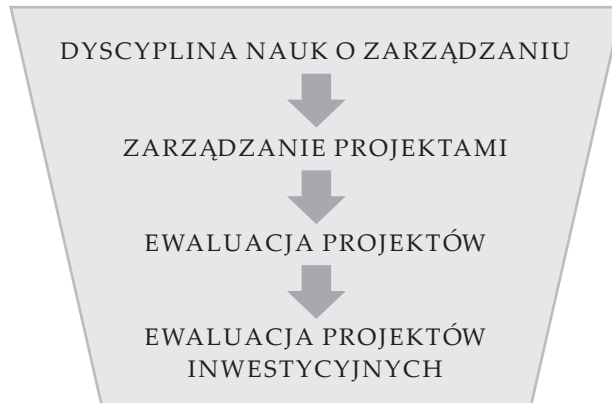 DYSCYPLINA NAUK O ZARZĄDZANIU
ZARZĄDZANIE PROJEKTAMI
EWALUACJA PROJEKTÓW
EWALUACJA PROJEKTÓW
INWESTYCYJNYCH